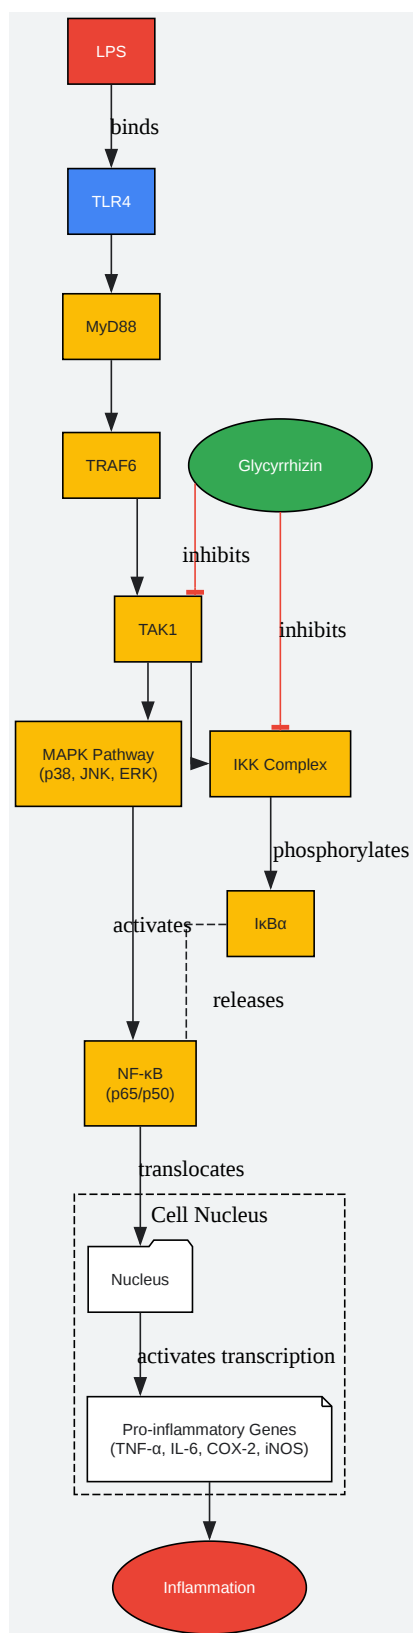 LPS
binds
TLR4
MyD88
TRAF6
Glycyrrhizin
inhibits
TAK1
inhibits
MAPK Pathway
(p38, JNK, ERK)
IKK Complex
phosphorylates
IκBα
activates
releases
NF-κB
(p65/p50)
translocates
Cell Nucleus
Nucleus
activates transcription
Pro-inflammatory Genes
(TNF-α, IL-6, COX-2, iNOS)
Inflammation